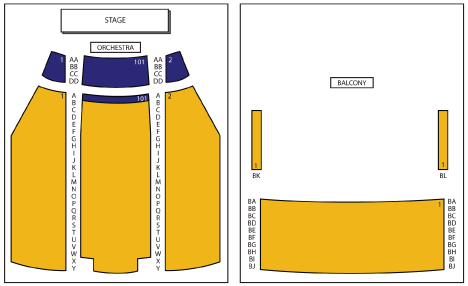 STAGE
ORCHESTRA
1
AA
BB
CC
DD
101
AA
BB
CC
DD
2
1
A
B
C
D
E
F
G
H
I
J
K
L
M
N
O
P
Q
R
S
T
U
V
W
X
Y
101
A
B
C
D
E
F
G
H
I
J
K
L
M
N
O
P
Q
R
S
T
U
V
W
X
Y
2
BALCONY
1
BK
1
BL
BA
BB
BC
BD
BE
BF
BG
BH
BI
BJ
1
BA
BB
BC
BD
BE
BF
BG
BH
BI
BJ